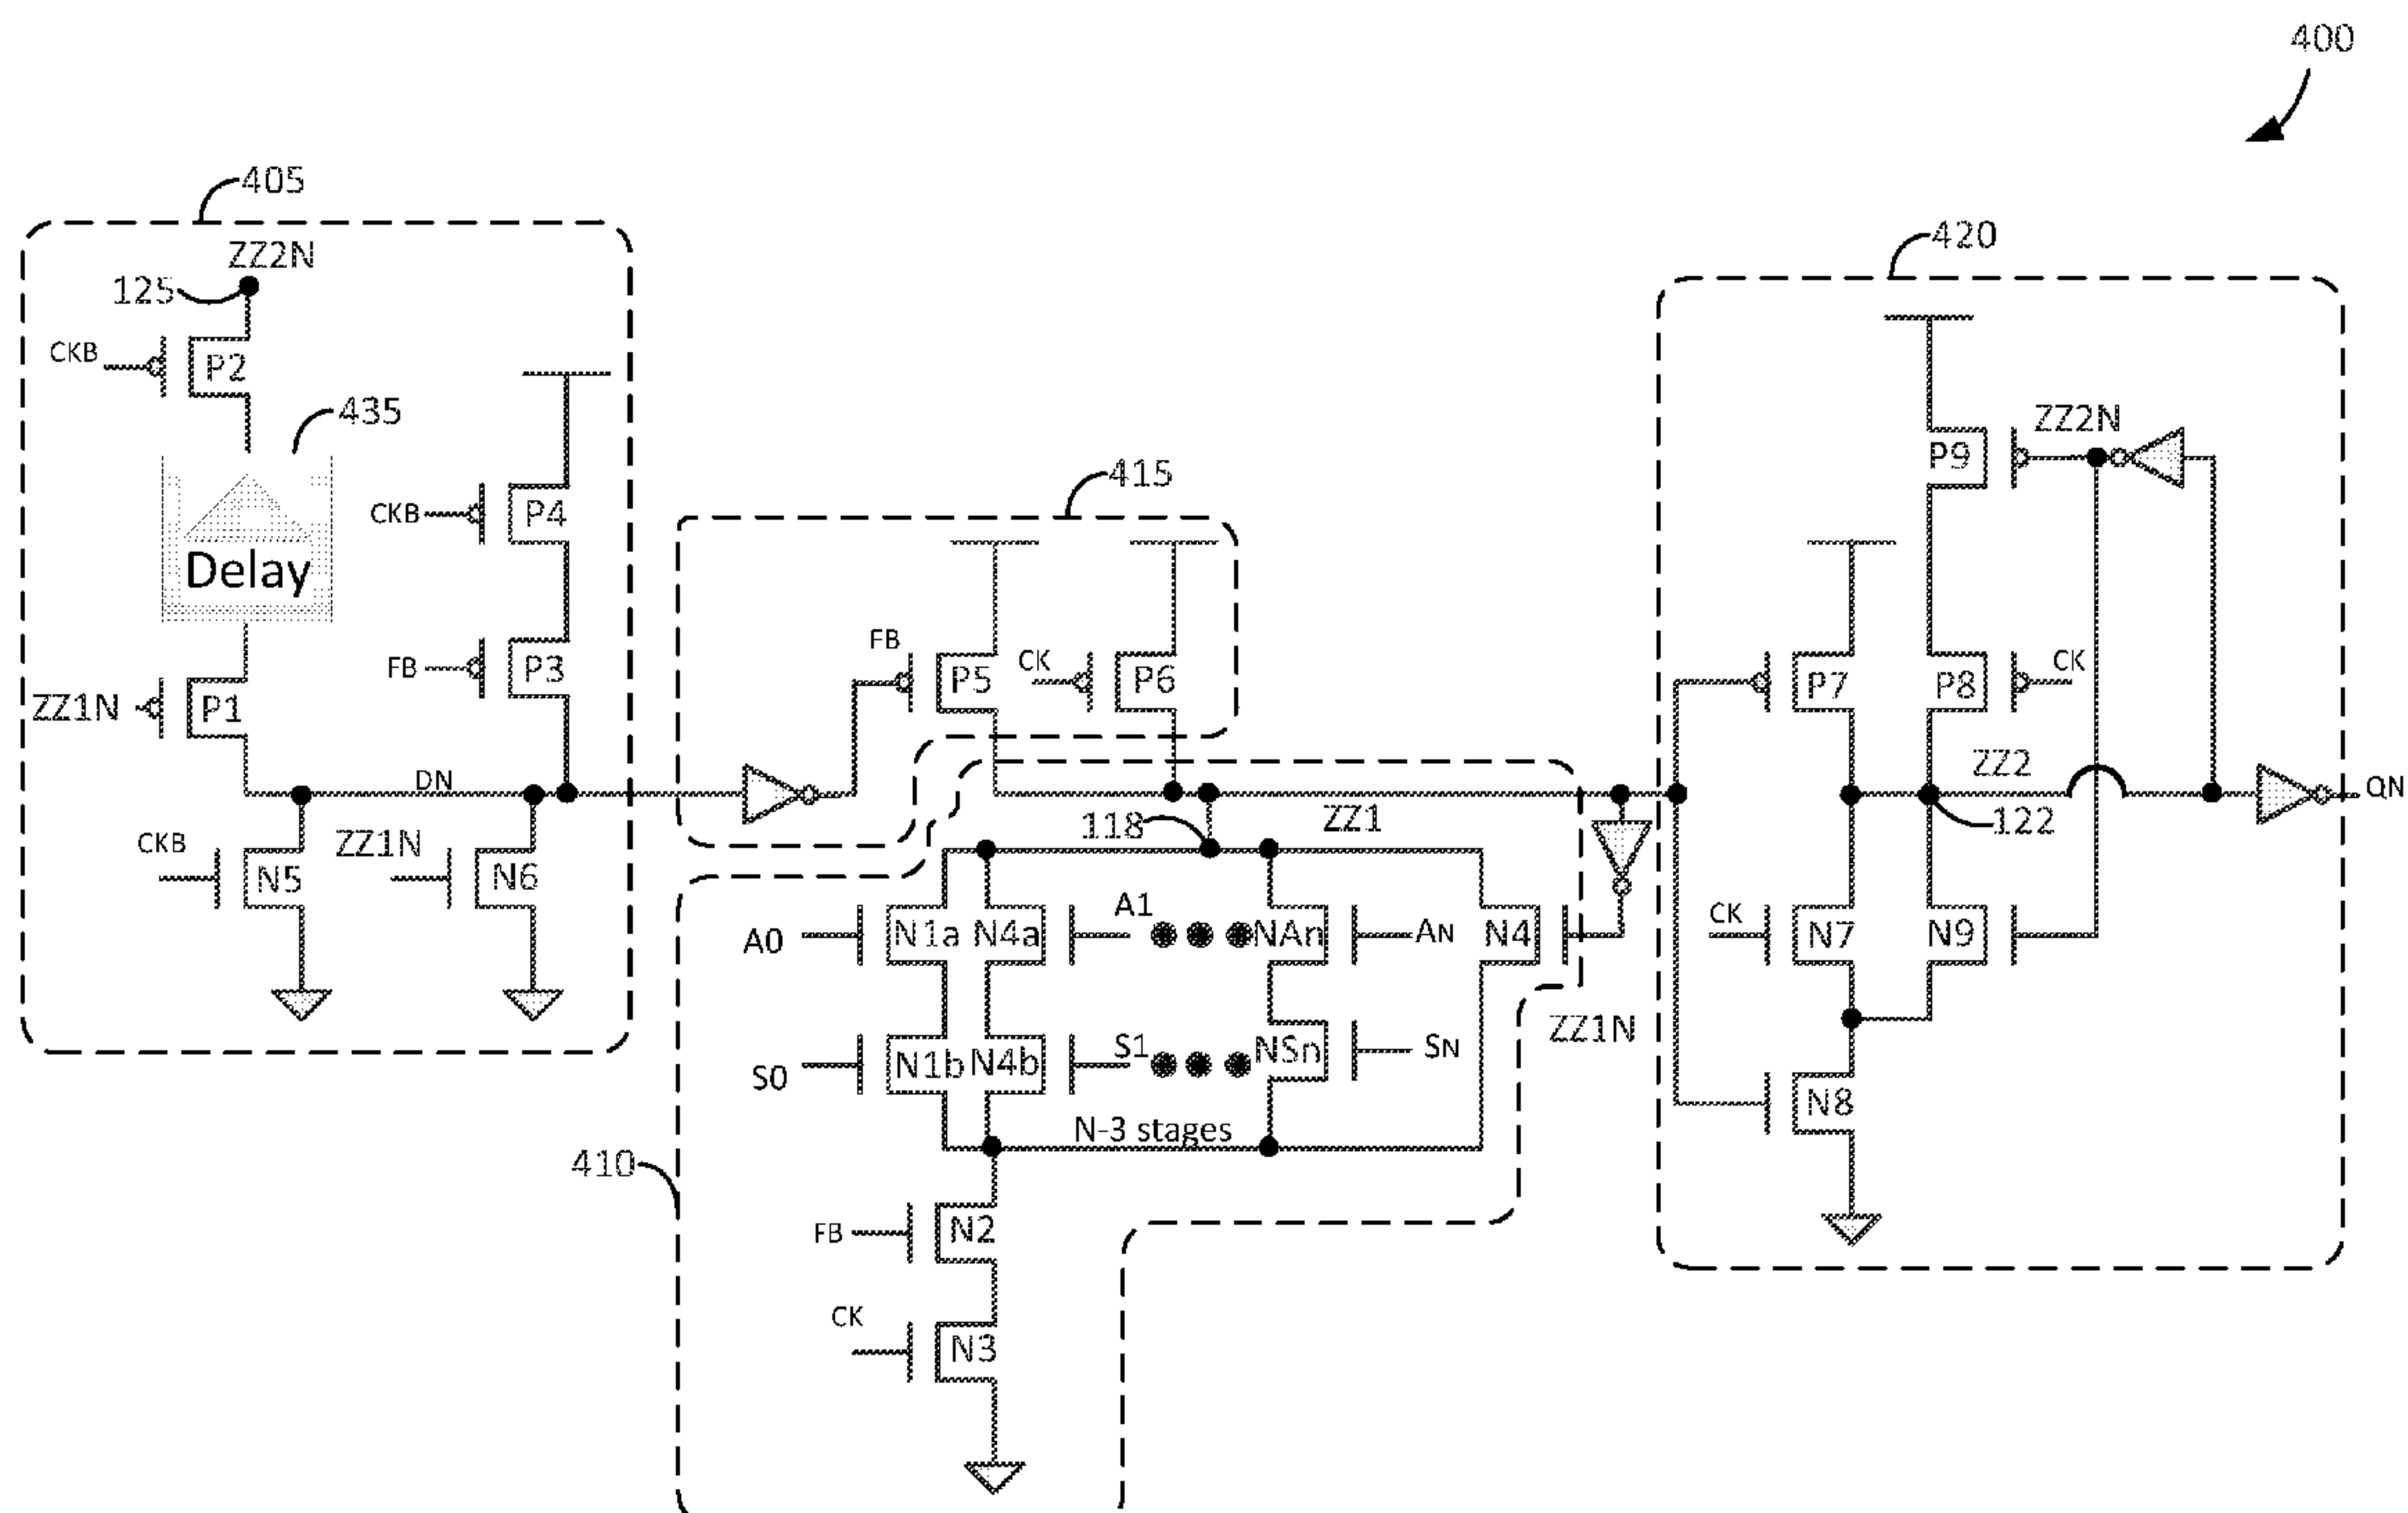 400
405
ZZ2N
125
CKB
P2
435
Delay
CKB
P4
FB
P3
ZZ1N
P1
DN
CKB
N5
ZZ1N
N6
415
FB
P5
CK
P6
ZZ1
118
A0
N1a
N4a
A1
NAn
AN
N4
S0
N1b
N4b
S1
NSn
SN
ZZ1N
N-3 stages
410
FB
N2
CK
N3
420
P9
ZZ2N
P7
P8
CK
ZZ2
122
QN
CK
N7
N9
N8